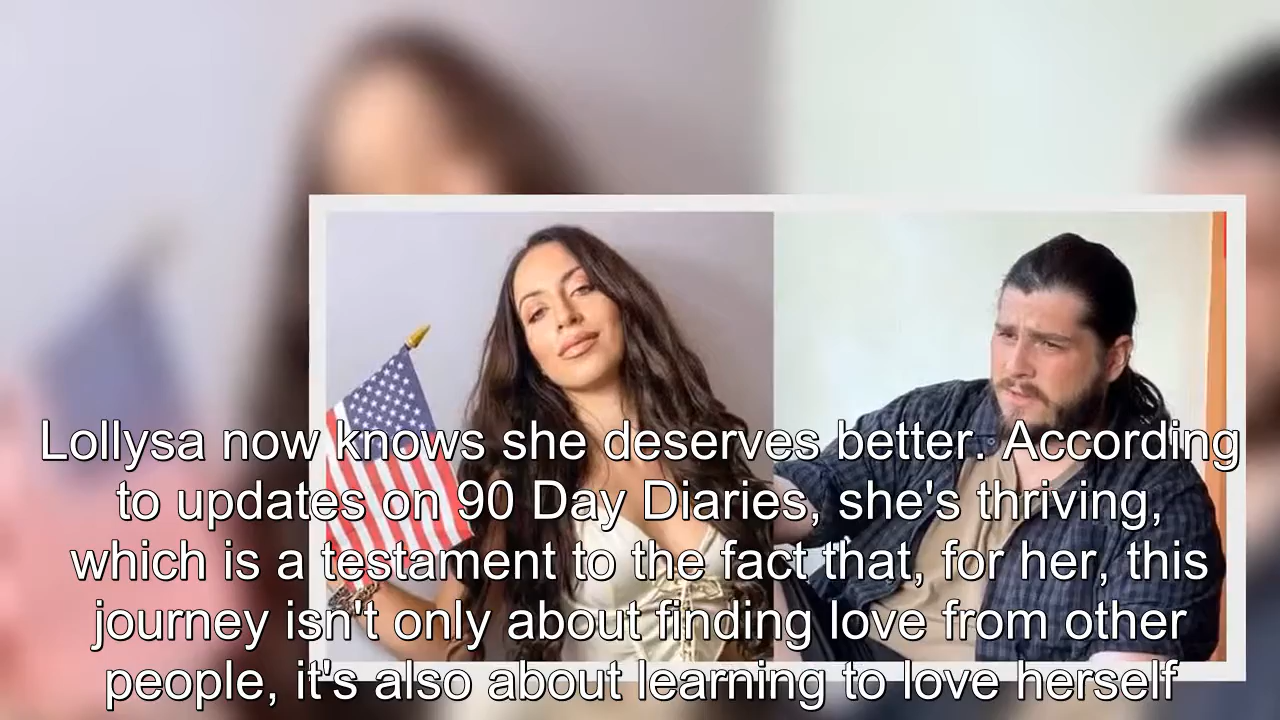 Lollysa now knows she deserves better. According
to updates on 90 Day Diaries, she's thriving,
which is a testament to the fact that, for her, this
journey isn't only about finding love from other
people, it's also about learning to love herself